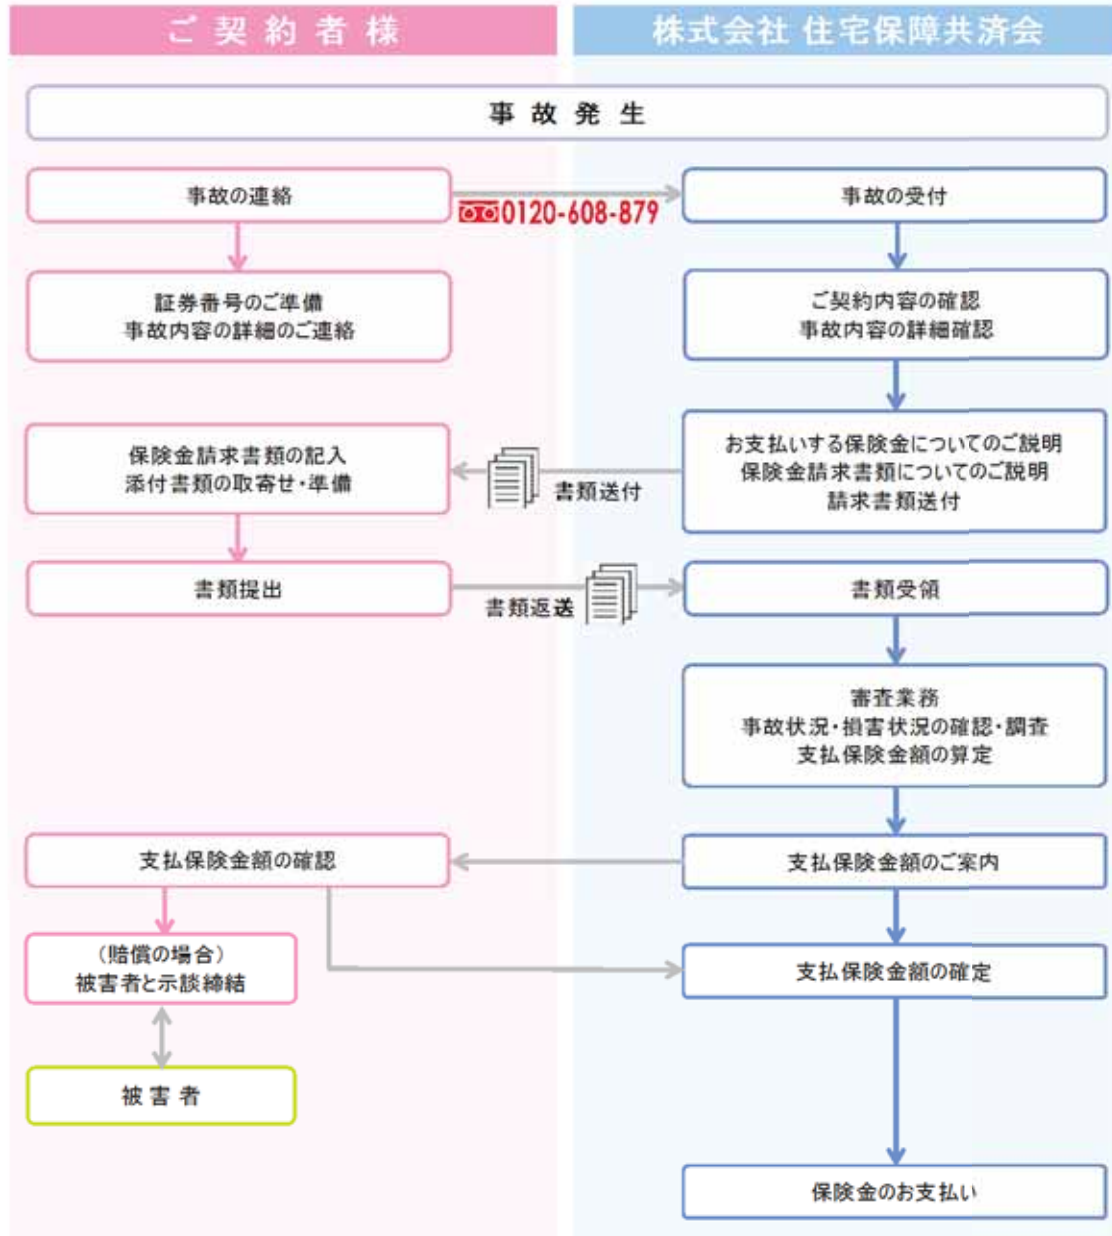 ご契約者様
株式会社 住宅保障共済会
事故発生
事故の連絡
0120-608-879
事故の受付
証券番号のご準備
事故内容の詳細のご連絡
ご契約内容の確認
事故内容の詳細確認
保険金請求書類の記入
添付書類の取寄せ・準備
書類送付
お支払いする保険金についてのご説明
保険金請求書類についてのご説明
請求書類送付
書類提出
書類返送
書類受領
審査業務
事故状況・損害状況の確認・調査
支払保険金額の算定
支払保険金額の確認
支払保険金額のご案内
(賠償の場合)
被害者と示談締結
支払保険金額の確定
被害者
保険金のお支払い